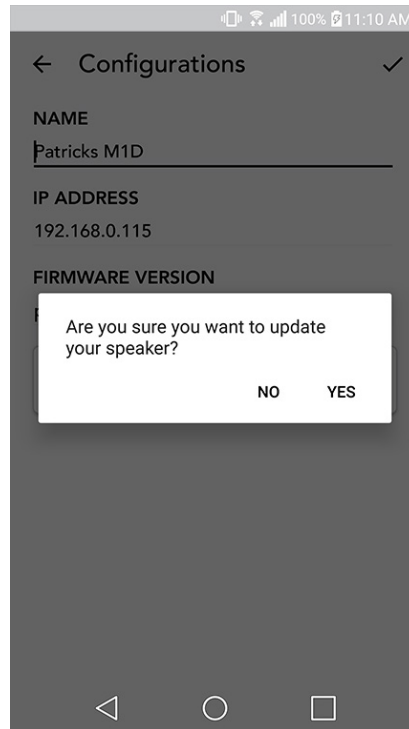 100% 11:10 AM
Configurations
NAME
Patricks M1D
IP ADDRESS
192.168.0.115
FIRMWARE VERSION
Are you sure you want to update
your speaker?
NO YES